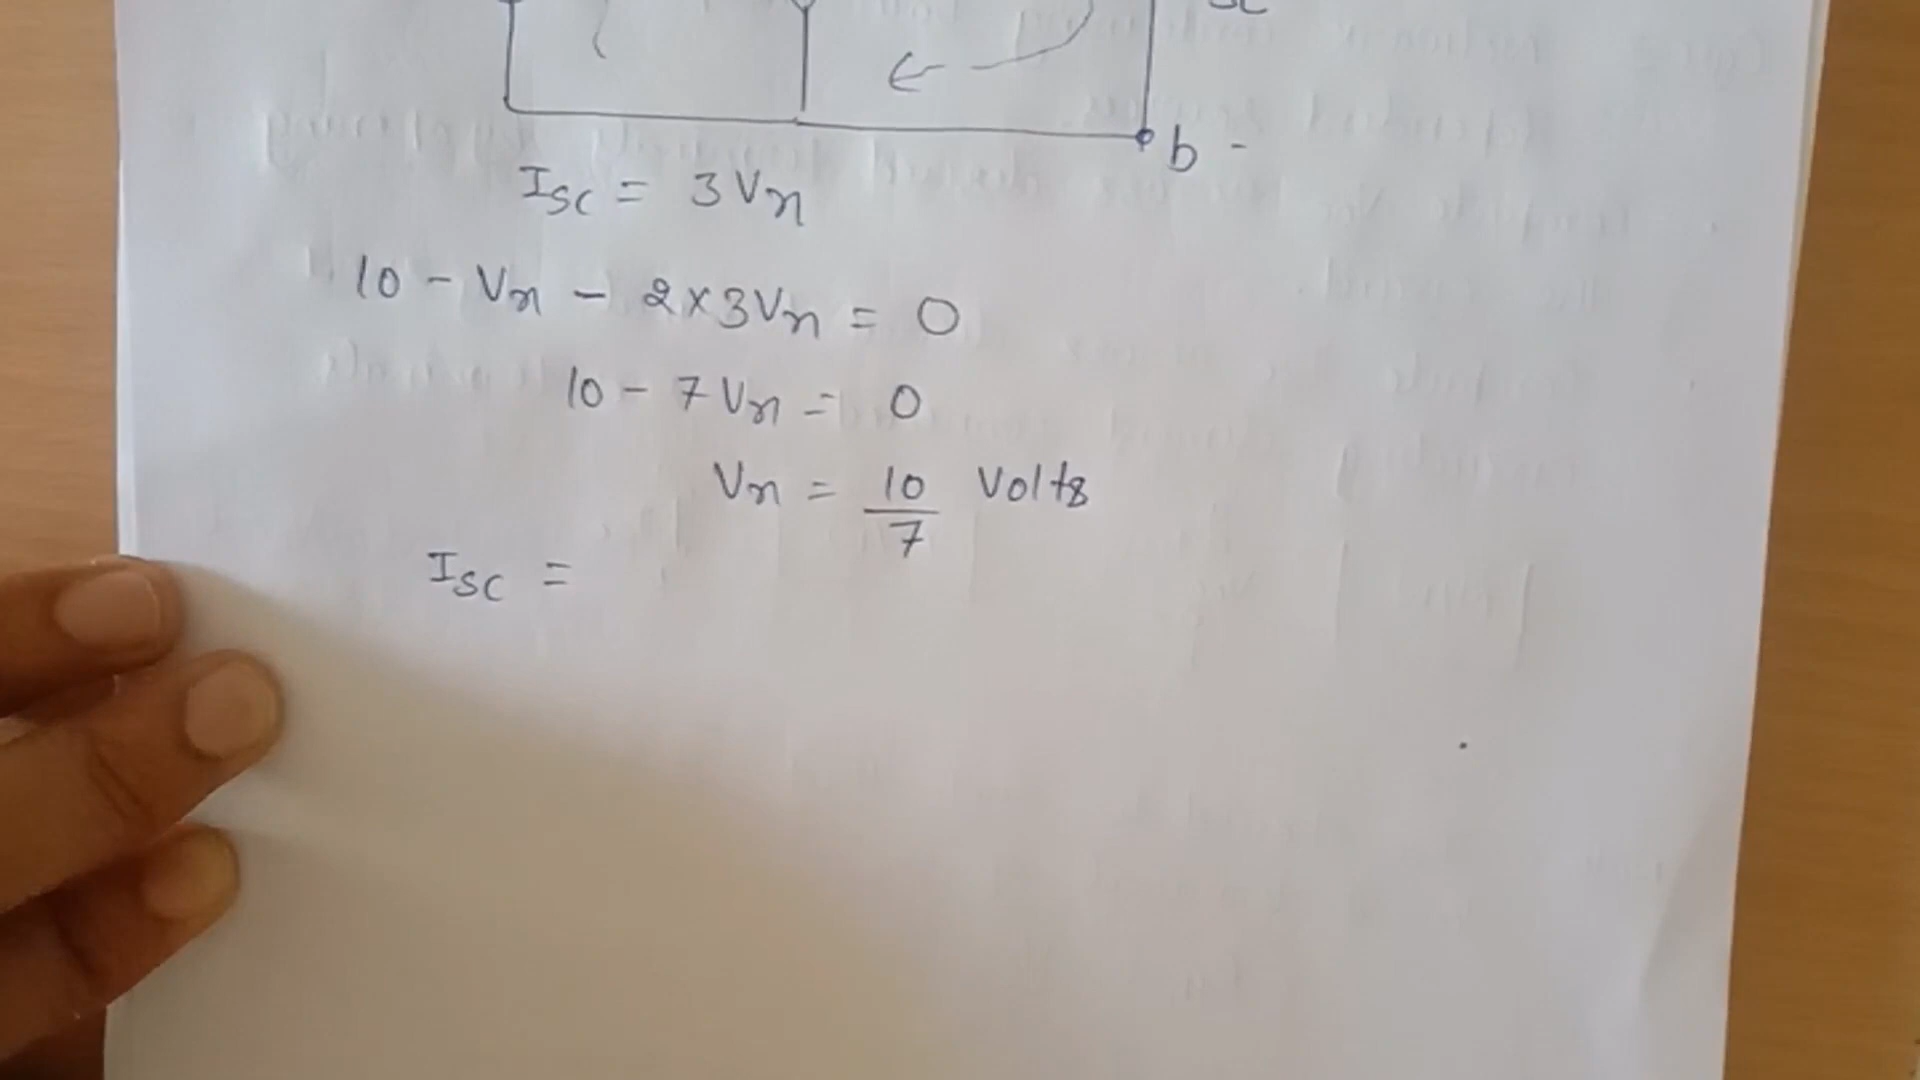 b -
Isc = 3Vx
10 - Vx - 2×3Vx = 0
10 - 7Vx = 0
Vx = 10/7 Volts
Isc =